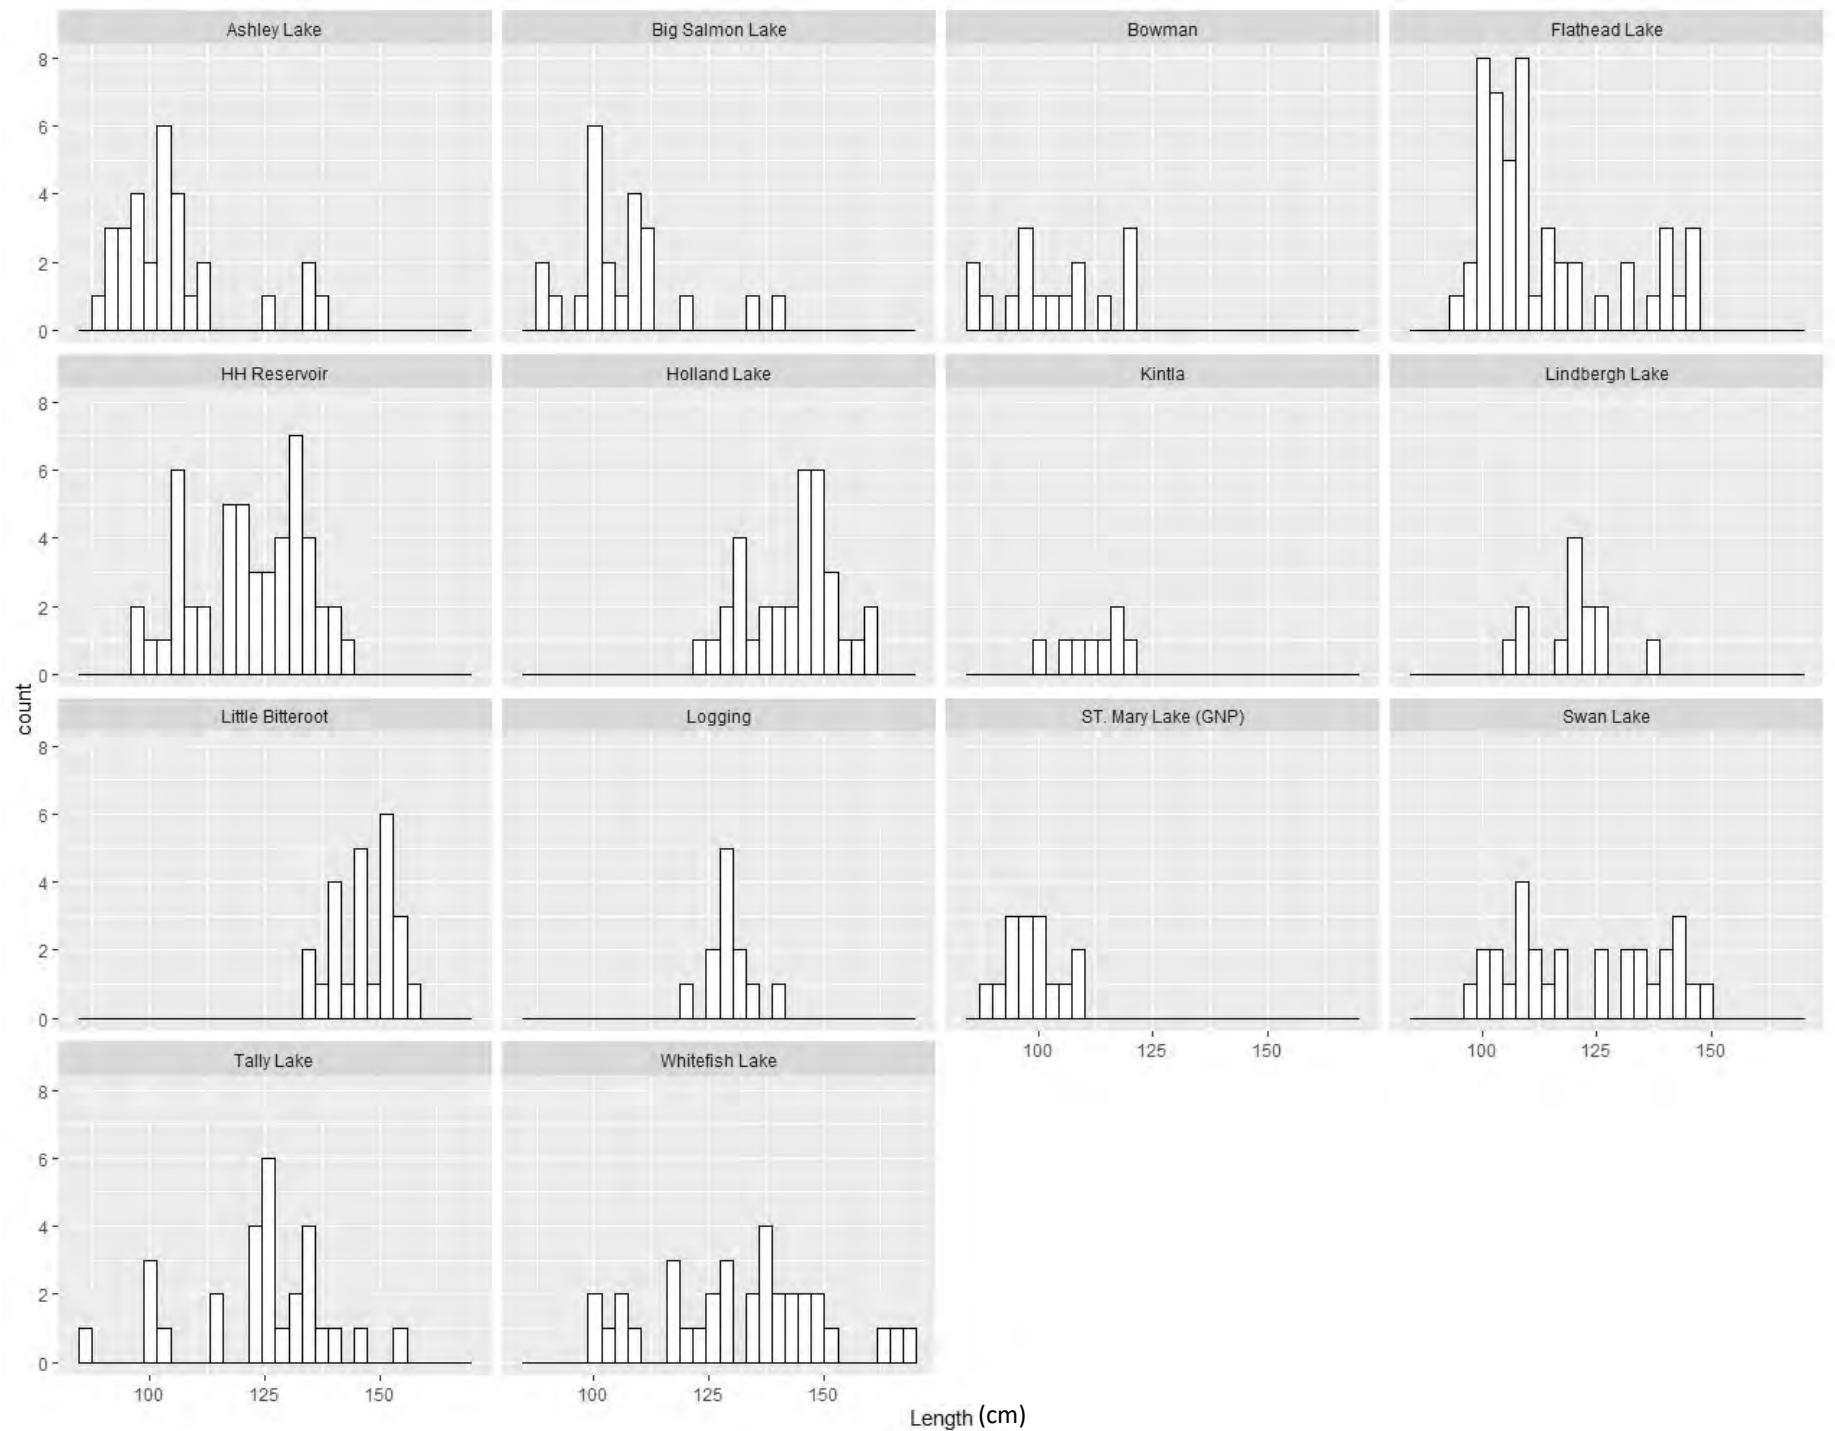 Ashley Lake
Big Salmon Lake
Bowman
Flathead Lake
8
6
4
2
0
HH Reservoir
Holland Lake
Kintla
Lindbergh Lake
8
6
4
2
0
count
Little Bitteroot
Logging
ST. Mary Lake (GNP)
Swan Lake
8
6
4
2
0
100 125 150
100 125 150
Tally Lake
Whitefish Lake
8
6
4
2
0
100 125 150
100 125 150
Length (cm)